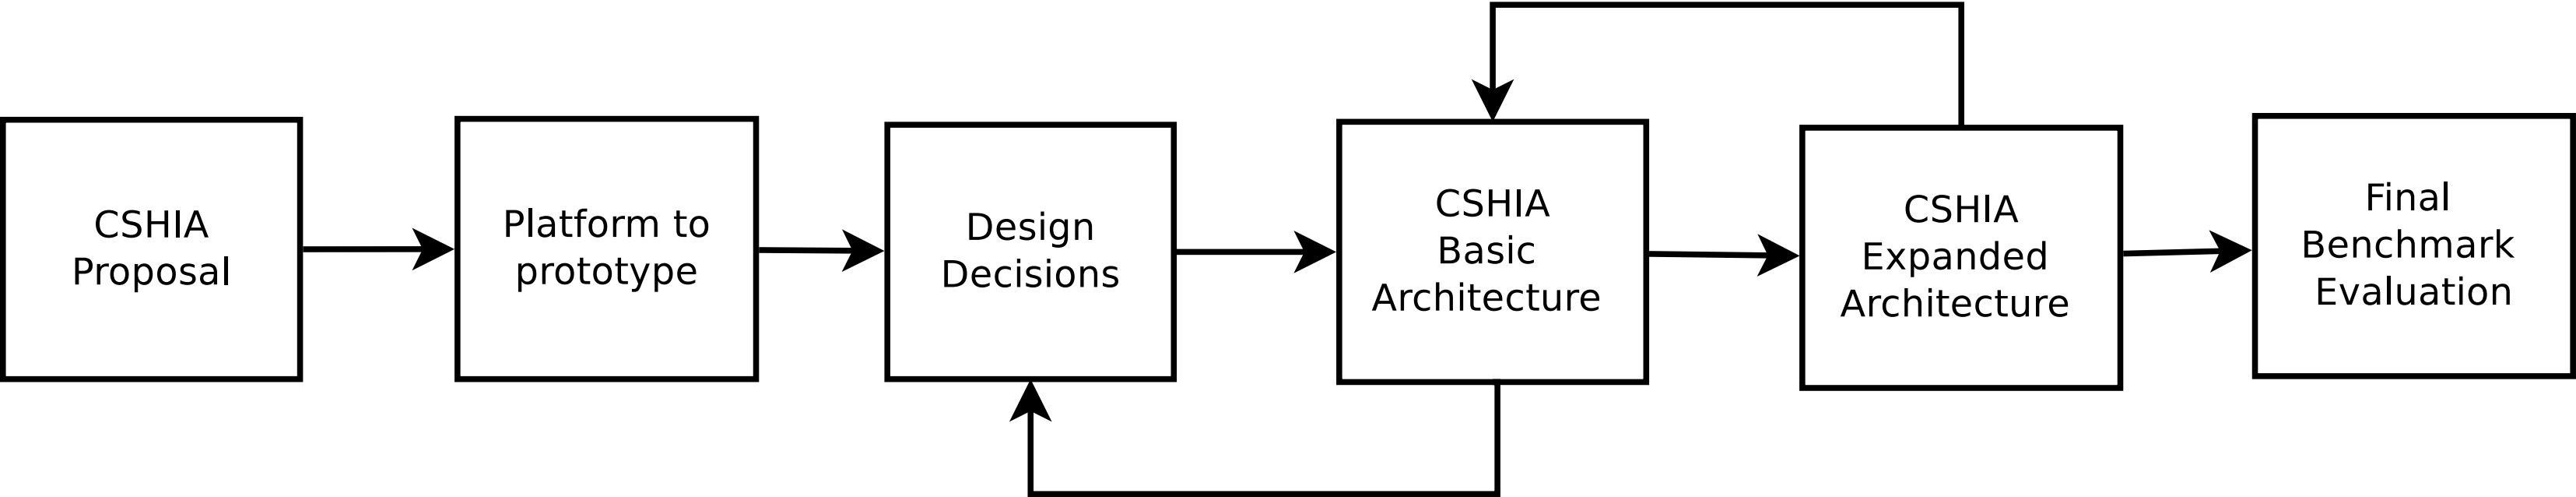 CSHIA
Proposal
Platform to
prototype
Design
Decisions
CSHIA
Basic
Architecture
CSHIA
Expanded
Architecture
Final
Benchmark
Evaluation